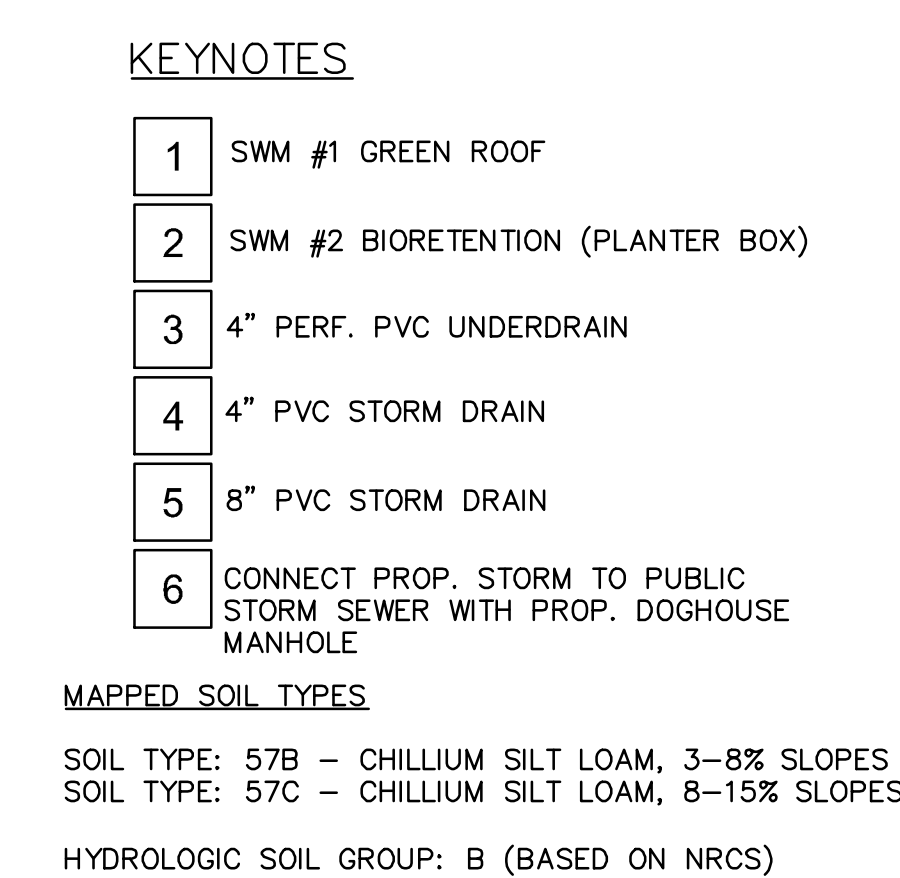 KEYNOTES
1 SWM #1 GREEN ROOF
2 SWM #2 BIORETENTION (PLANTER BOX)
3 4" PERF. PVC UNDERDRAIN
4 4" PVC STORM DRAIN
5 8" PVC STORM DRAIN
6 CONNECT PROP. STORM TO PUBLIC
STORM SEWER WITH PROP. DOGHOUSE
MANHOLE
MAPPED SOIL TYPES
SOIL TYPE: 57B – CHILLIUM SILT LOAM, 3–8% SLOPES
SOIL TYPE: 57C – CHILLIUM SILT LOAM, 8–15% SLOPES
HYDROLOGIC SOIL GROUP: B (BASED ON NRCS)